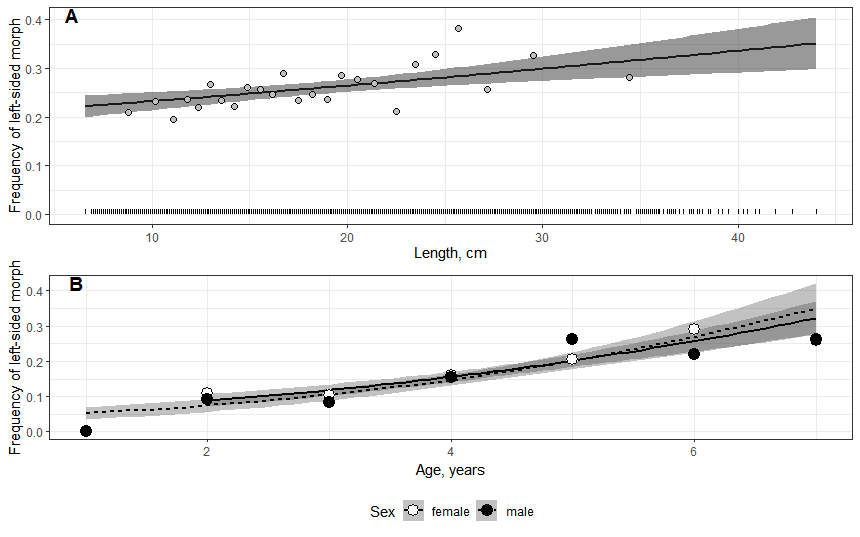 A
Frequency of left-sided morph
0.4
0.3
0.2
0.1
0.0
10 20 30 40
Length, cm
B
Frequency of left-sided morph
0.4
0.3
0.2
0.1
0.0
2 4 6
Age, years
Sex female male